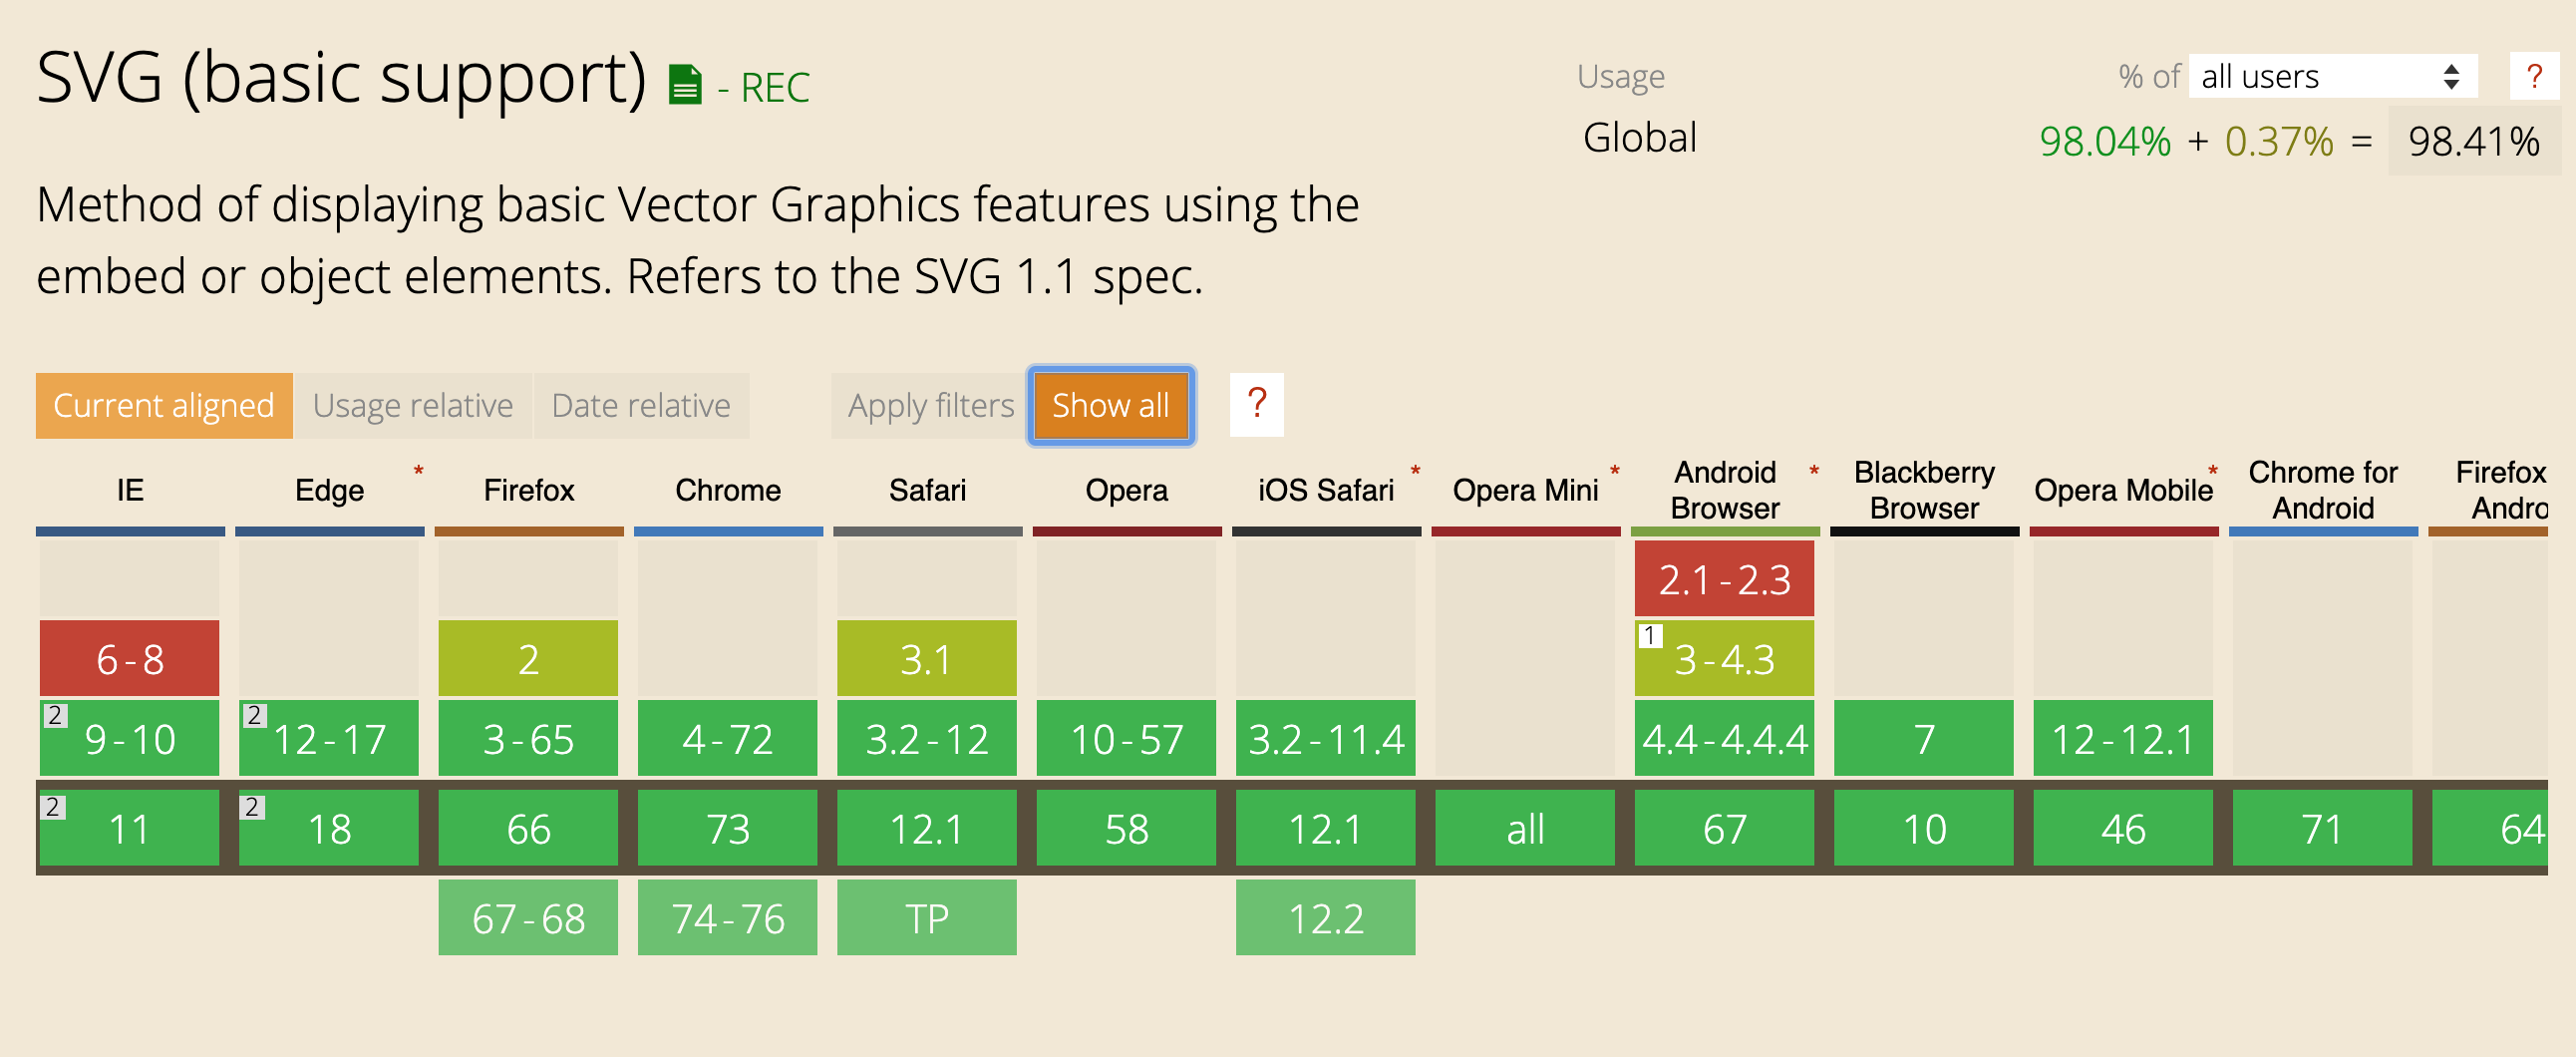 SVG (basic support) - REC
Usage % of all users ?
Global 98.04% + 0.37% = 98.41%
Method of displaying basic Vector Graphics features using the
embed or object elements. Refers to the SVG 1.1 spec.
Current aligned Usage relative Date relative Apply filters Show all ?
IE Edge * Firefox Chrome Safari Opera iOS Safari * Opera Mini * Android Browser * Blackberry Browser Opera Mobile * Chrome for Android Firefox
2.1-2.3
6-8 2 3.1 1 3-4.3
2 9-10 2 12-17 3-65 4-72 3.2-12 10-57 3.2-11.4 4.4-4.4.4 7 12-12.1
2 11 2 18 66 73 12.1 58 12.1 all 67 10 46 71 64
67-68 74-76 TP 12.2